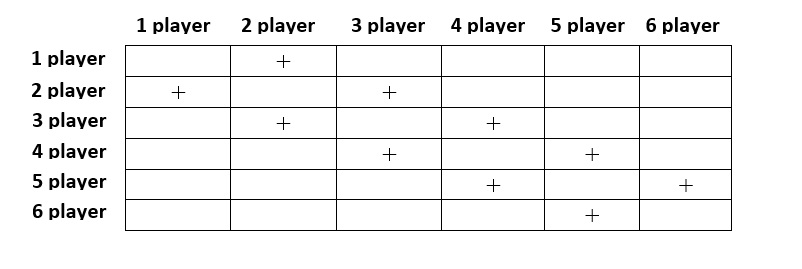 1 player 2 player 3 player 4 player 5 player 6 player
1 player +
2 player + +
3 player + +
4 player + +
5 player + +
6 player +